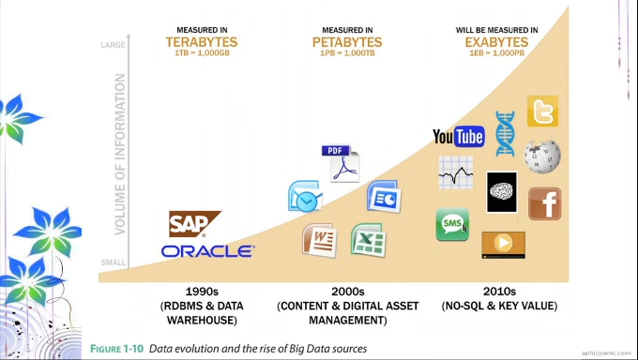 MEASURED IN
TERABYTES
1TB = 1,000GB
MEASURED IN
PETABYTES
1PB = 1,000TB
WILL BE MEASURED IN
EXABYTES
1EB = 1,000PB
LARGE
VOLUME OF INFORMATION
SMALL
SAP
ORACLE
PDF
W
X
YouTube
t
W
f
SMS
1990s
(RDBMS & DATA
WAREHOUSE)
2000s
(CONTENT & DIGITAL ASSET
MANAGEMENT)
2010s
(NO-SQL & KEY VALUE)
FIGURE 1-10 Data evolution and the rise of Big Data sources